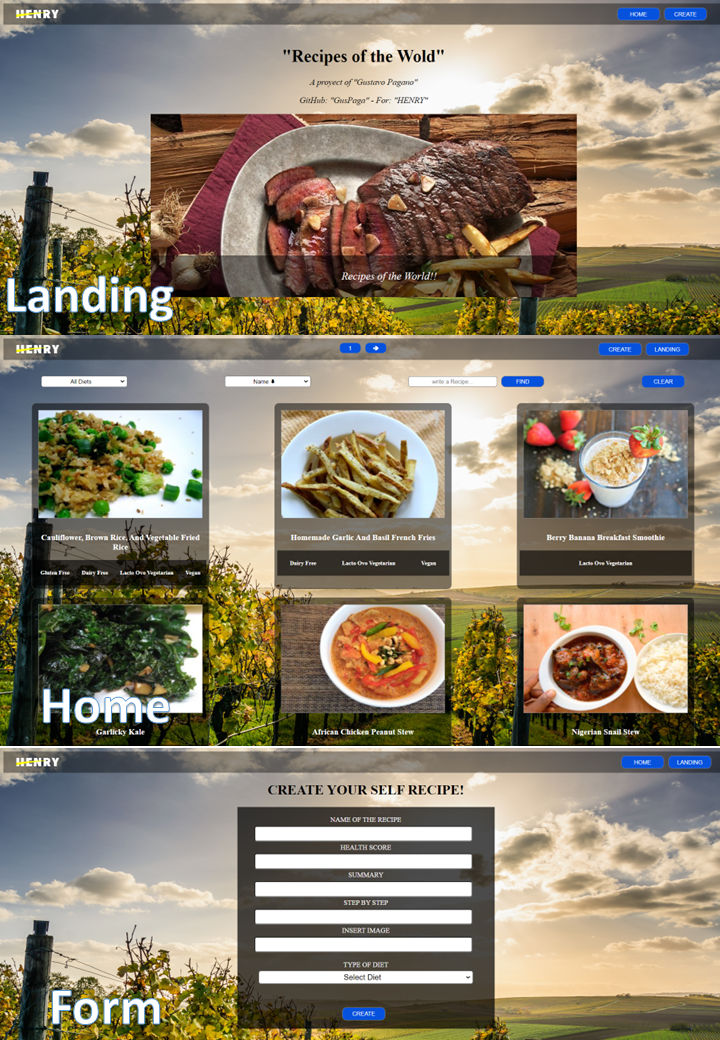 HENRY
HOME CREATE
"Recipes of the Wold"
A proyect of "Gustavo Pagano"
GitHub: "GusPaga" - For: "HENRY"
Recipes of the World!!
Landing
HENRY
1
CREATE LANDING
All Diets
Name
write a Recipe...
FIND
CLEAR
Cauliflower, Brown Rice, And Vegetable Fried
Rice
Gluten Free Dairy Free Lacto Ovo Vegetarian Vegan
Homemade Garlic And Basil French Fries
Dairy Free Lacto Ovo Vegetarian Vegan
Berry Banana Breakfast Smoothie
Lacto Ovo Vegetarian
Home
Garlicky Kale
African Chicken Peanut Stew
Nigerian Snail Stew
HENRY
HOME LANDING
CREATE YOUR SELF RECIPE!
NAME OF THE RECIPE
HEALTH SCORE
SUMMARY
STEP BY STEP
INSERT IMAGE
TYPE OF DIET
Select Diet
CREATE
Form